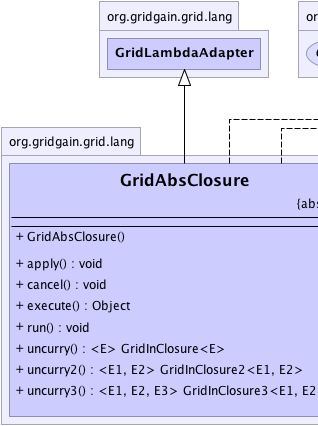 org.gridgain.grid.lang
GridLambdaAdapter
org.gridgain.grid.lang
GridAbsClosure
{abs
+ GridAbsClosure()
+ apply() : void
+ cancel() : void
+ execute() : Object
+ run() : void
+ uncurry() : <E> GridInClosure<E>
+ uncurry2() : <E1, E2> GridInClosure2<E1, E2>
+ uncurry3() : <E1, E2, E3> GridInClosure3<E1, E2